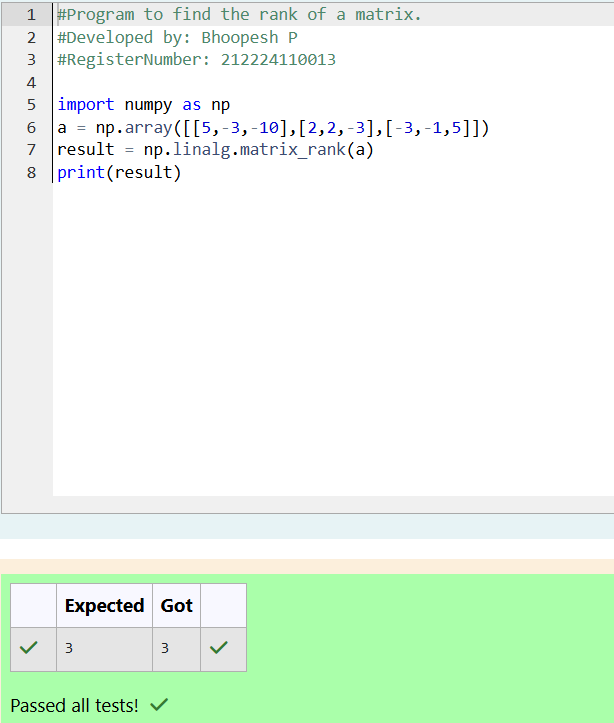 1 #Program to find the rank of a matrix.
2 #Developed by: Bhoopesh P
3 #RegisterNumber: 212224110013
4
5 import numpy as np
6 a = np.array([[5,-3,-10],[2,2,-3],[-3,-1,5]])
7 result = np.linalg.matrix_rank(a)
8 print(result)
Expected Got
3 3
Passed all tests!